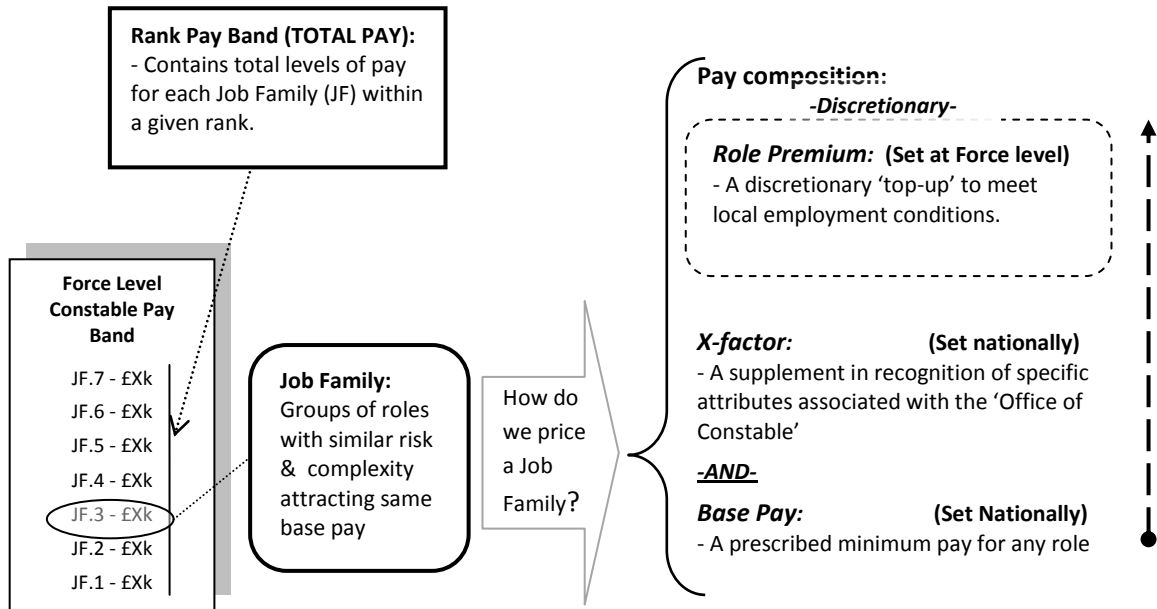 Rank Pay Band (TOTAL PAY):
- Contains total levels of pay
for each Job Family (JF) within
a given rank.
Force Level
Constable Pay
Band
JF.7 - £Xk
JF.6 - £Xk
JF.5 - £Xk
JF.4 - £Xk
JF.3 - £Xk
JF.2 - £Xk
JF.1 - £Xk
Job Family:
Groups of roles
with similar risk
& complexity
attracting same
base pay
How do
we price
a Job
Family?
Pay composition:
-Discretionary-
Role Premium: (Set at Force level)
- A discretionary ‘top-up’ to meet
local employment conditions.
X-factor: (Set nationally)
- A supplement in recognition of specific
attributes associated with the ‘Office of
Constable’
-AND-
Base Pay: (Set Nationally)
- A prescribed minimum pay for any role